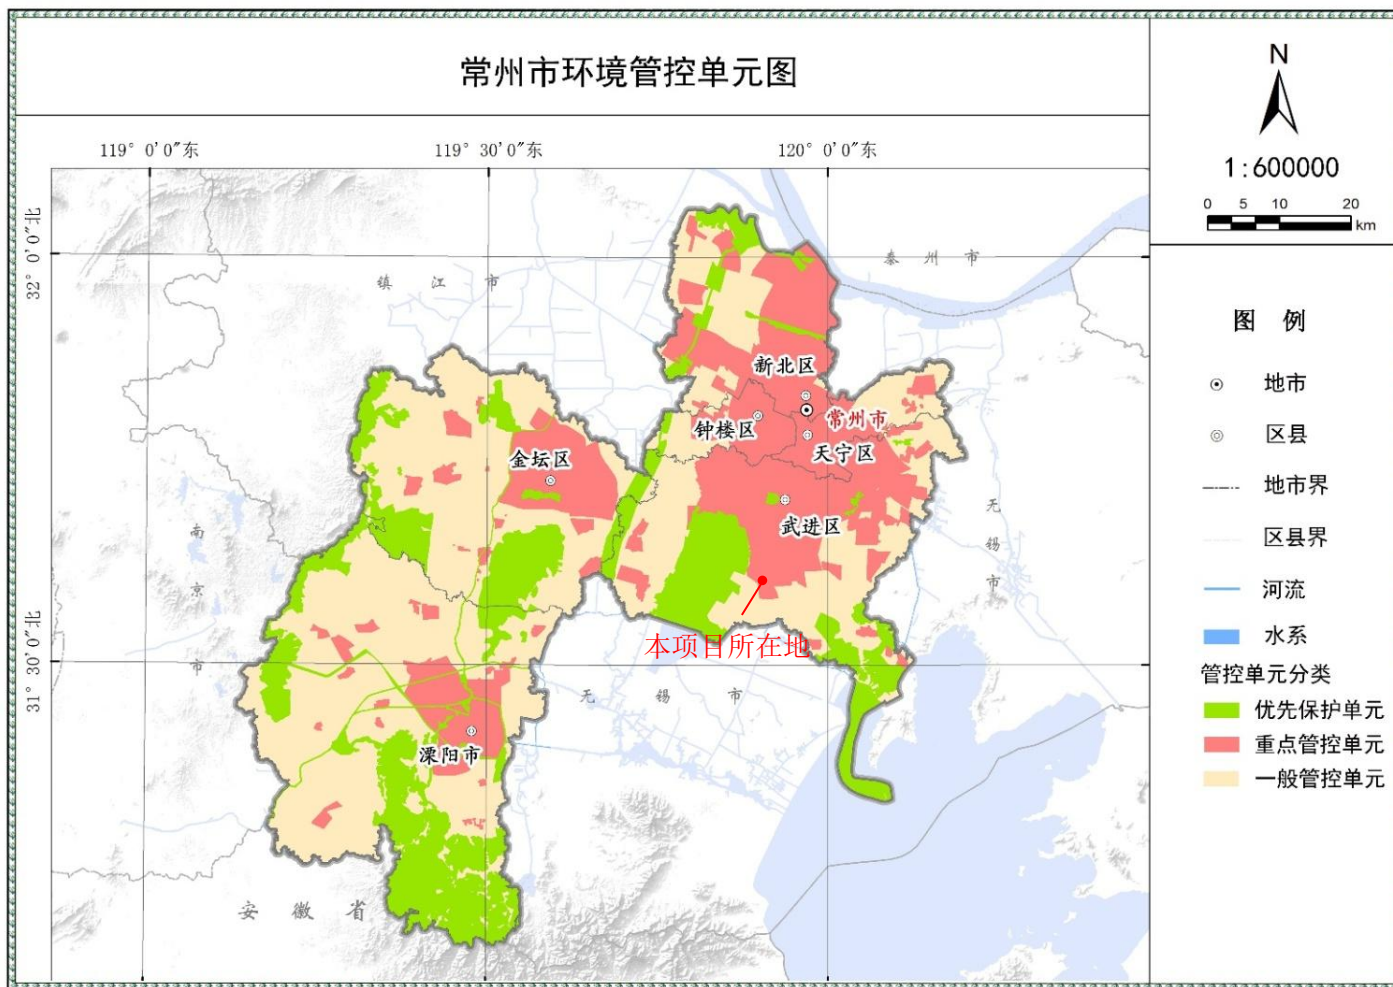 常州市环境管控单元图
119° 0'0"东
119° 30'0"东
120° 0'0"东
32° 0'0"北
31° 30'0"北
镇江市
泰州市
新北区
常州市
钟楼区
天宁区
金坛区
武进区
南京市
无锡市
本项目所在地
无锡市
溧阳市
安徽省
N
1:600000
0 5 10 20
km
图 例
地市
区县
地市界
区县界
河流
水系
管控单元分类
优先保护单元
重点管控单元
一般管控单元